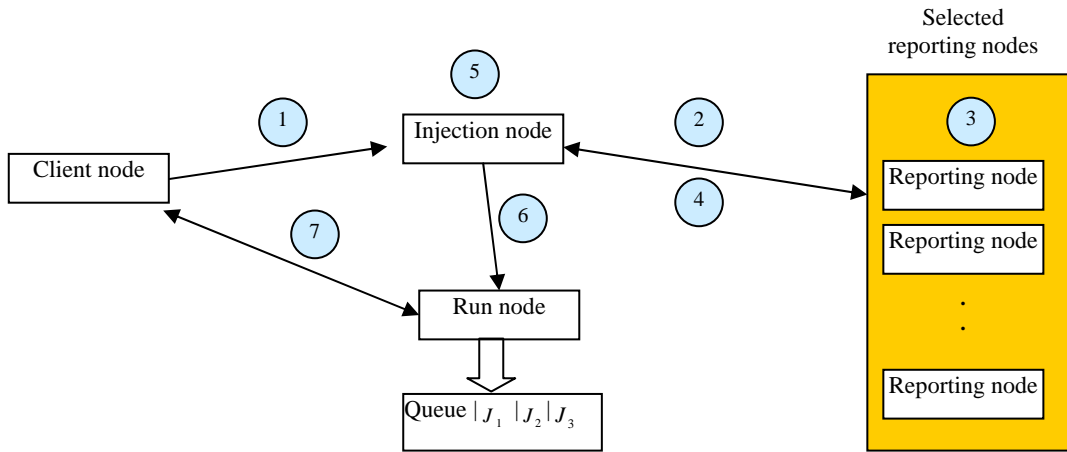 Selected
reporting nodes
5
1
2
3
Injection node
Client node
Reporting node
4
6
7
Reporting node
.
.
Run node
Reporting node
Queue | J1 | J2 | J3